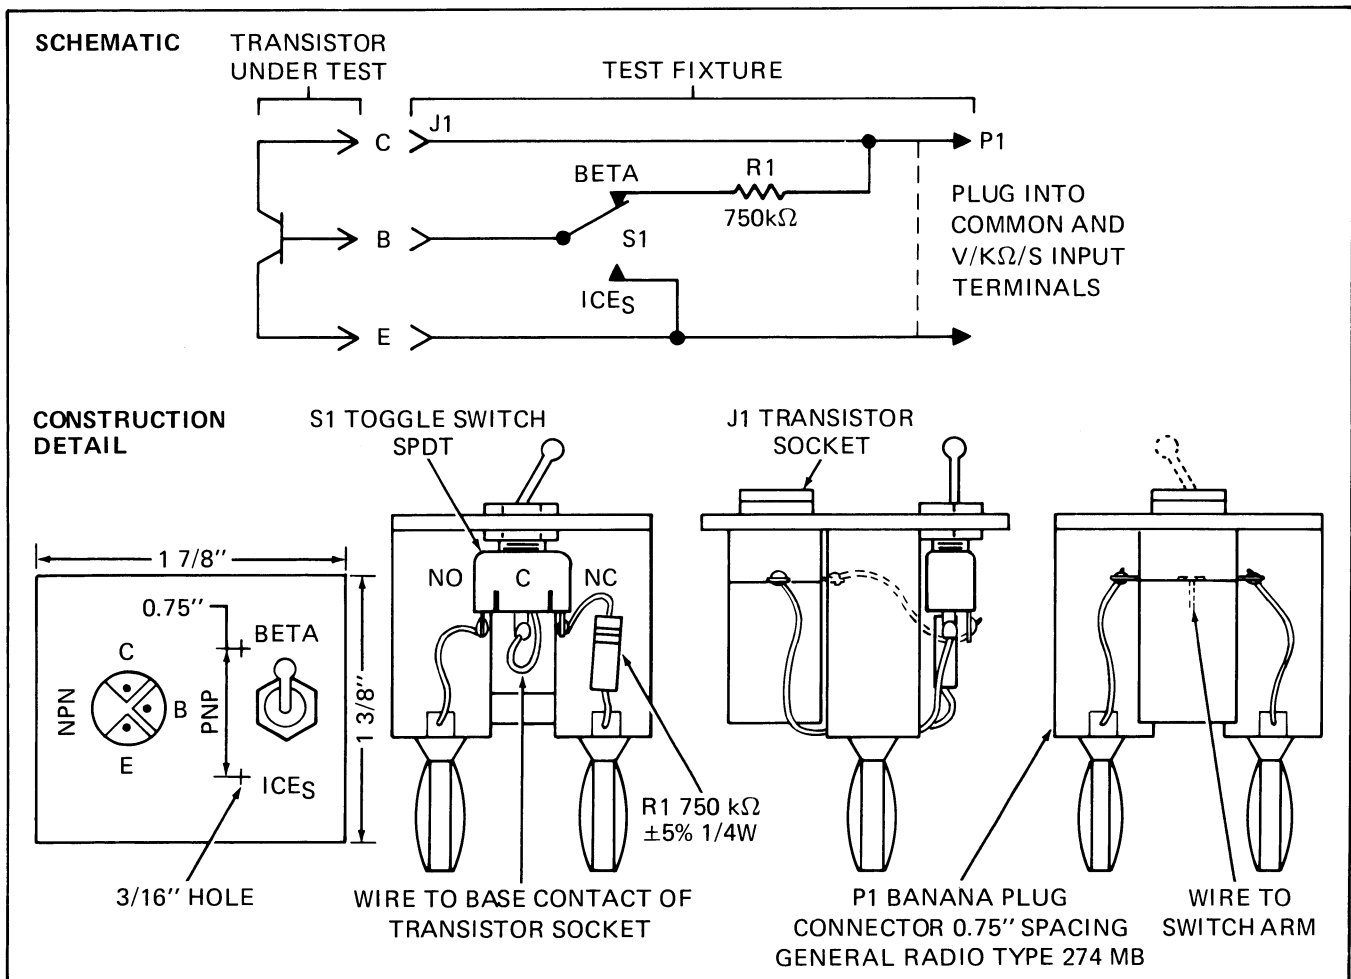 SCHEMATIC
TRANSISTOR
UNDER TEST
TEST FIXTURE
C
J1
P1
BETA
R1
750kΩ
B
S1
PLUG INTO
COMMON AND
V/KΩ/S INPUT
TERMINALS
ICES
E
CONSTRUCTION
DETAIL
S1 TOGGLE SWITCH
SPDT
J1 TRANSISTOR
SOCKET
1 7/8"
0.75"
BETA
C
NPN
B
PNP
E
ICES
1 3/8"
3/16" HOLE
NO
C
NC
R1 750 kΩ
±5% 1/4W
WIRE TO BASE CONTACT OF
TRANSISTOR SOCKET
P1 BANANA PLUG
CONNECTOR 0.75" SPACING
GENERAL RADIO TYPE 274 MB
WIRE TO
SWITCH ARM